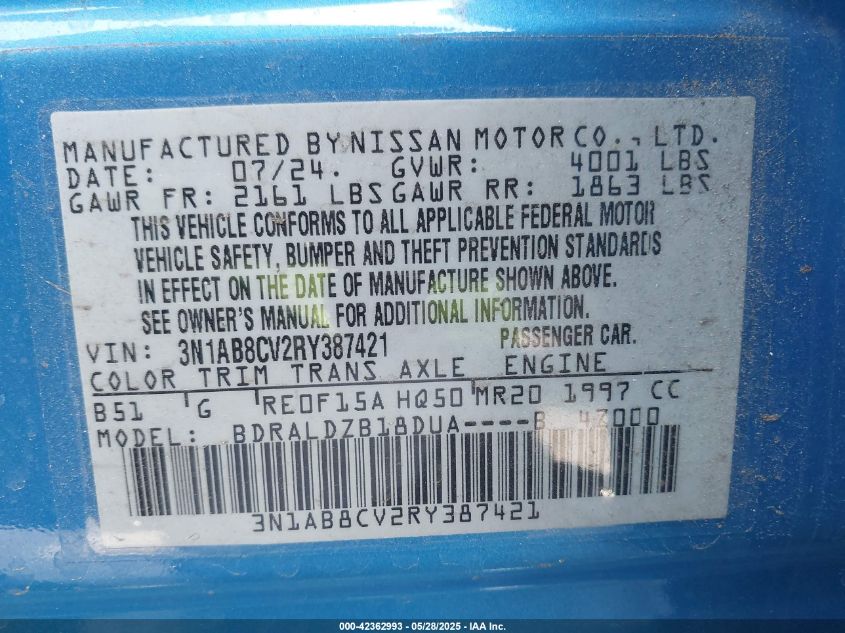 MANUFACTURED BY NISSAN MOTOR CO., LTD.
DATE: 07/24. GVWR: 4001 LBS
GAWR FR: 2161 LBS GAWR RR: 1863 LBS
THIS VEHICLE CONFORMS TO ALL APPLICABLE FEDERAL MOTOR
VEHICLE SAFETY, BUMPER AND THEFT PREVENTION STANDARDS
IN EFFECT ON THE DATE OF MANUFACTURE SHOWN ABOVE.
SEE OWNER'S MANUAL FOR ADDITIONAL INFORMATION.
VIN: 3N1AB8CV2RY387421 PASSENGER CAR.
COLOR TRIM TRANS AXLE ENGINE
B51 G RE0F15A HQ50 MR20 1997 CC
MODEL: BDRALDZB18DUA----B
3N1AB8CV2RY387421
000-42362993 - 05/28/2025 - IAA Inc.